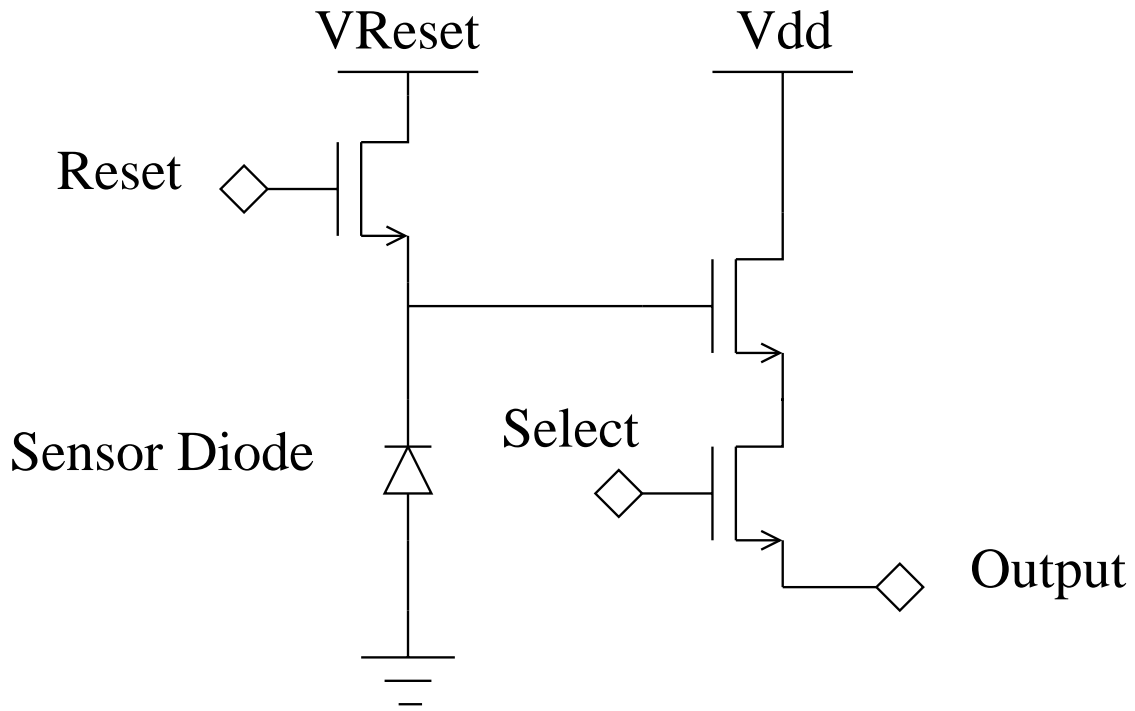 VReset
Vdd
Reset
Select
Sensor Diode
Output